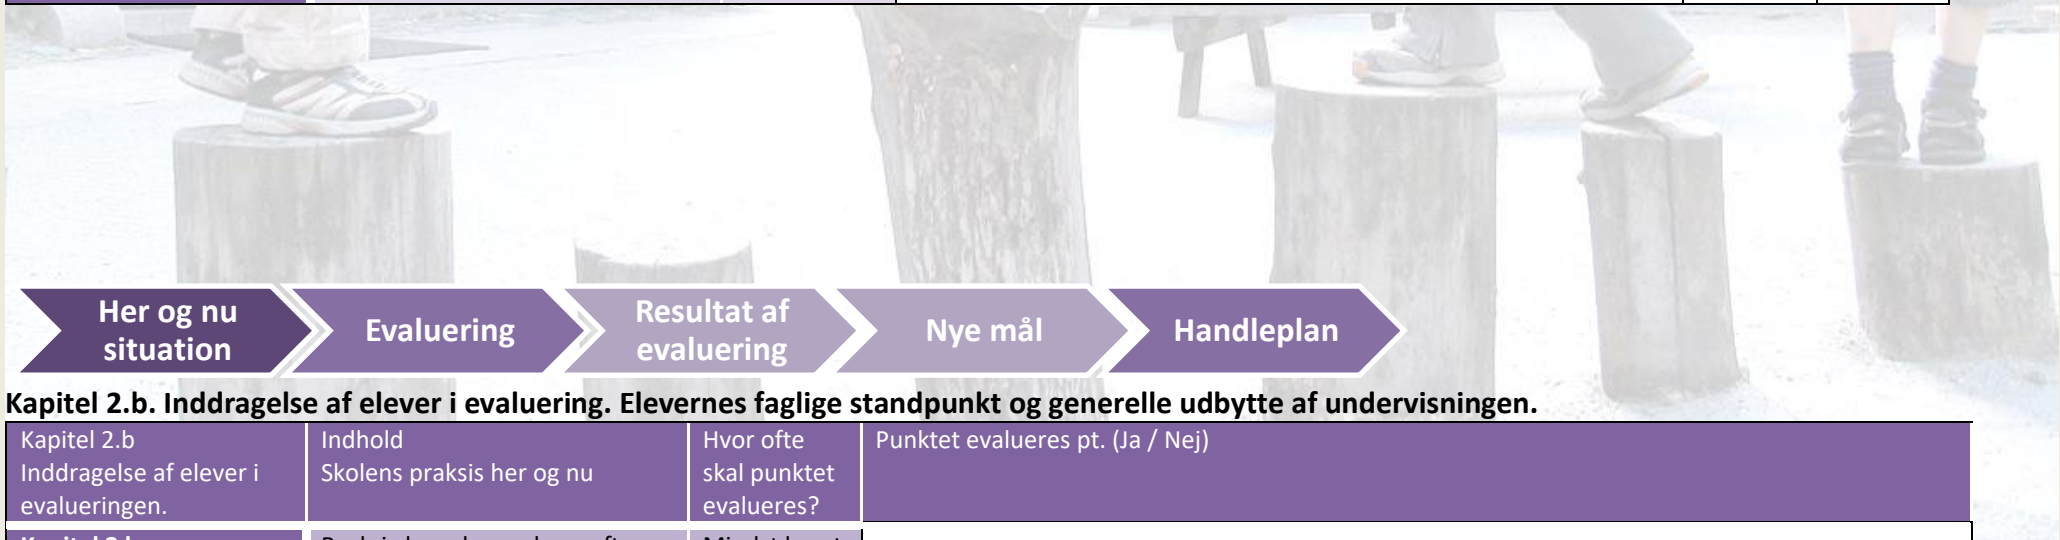 Her og nu
situation
Evaluering
Resultat af
evaluering
Nye mål
Handleplan
Kapitel 2.b. Inddragelse af elever i evaluering. Elevernes faglige standpunkt og generelle udbytte af undervisningen.
Kapitel 2.b
Inddragelse af elever i
evalueringen.
Indhold
Skolens praksis her og nu
Hvor ofte
skal punktet
evalueres?
Punktet evalueres pt. (Ja / Nej)